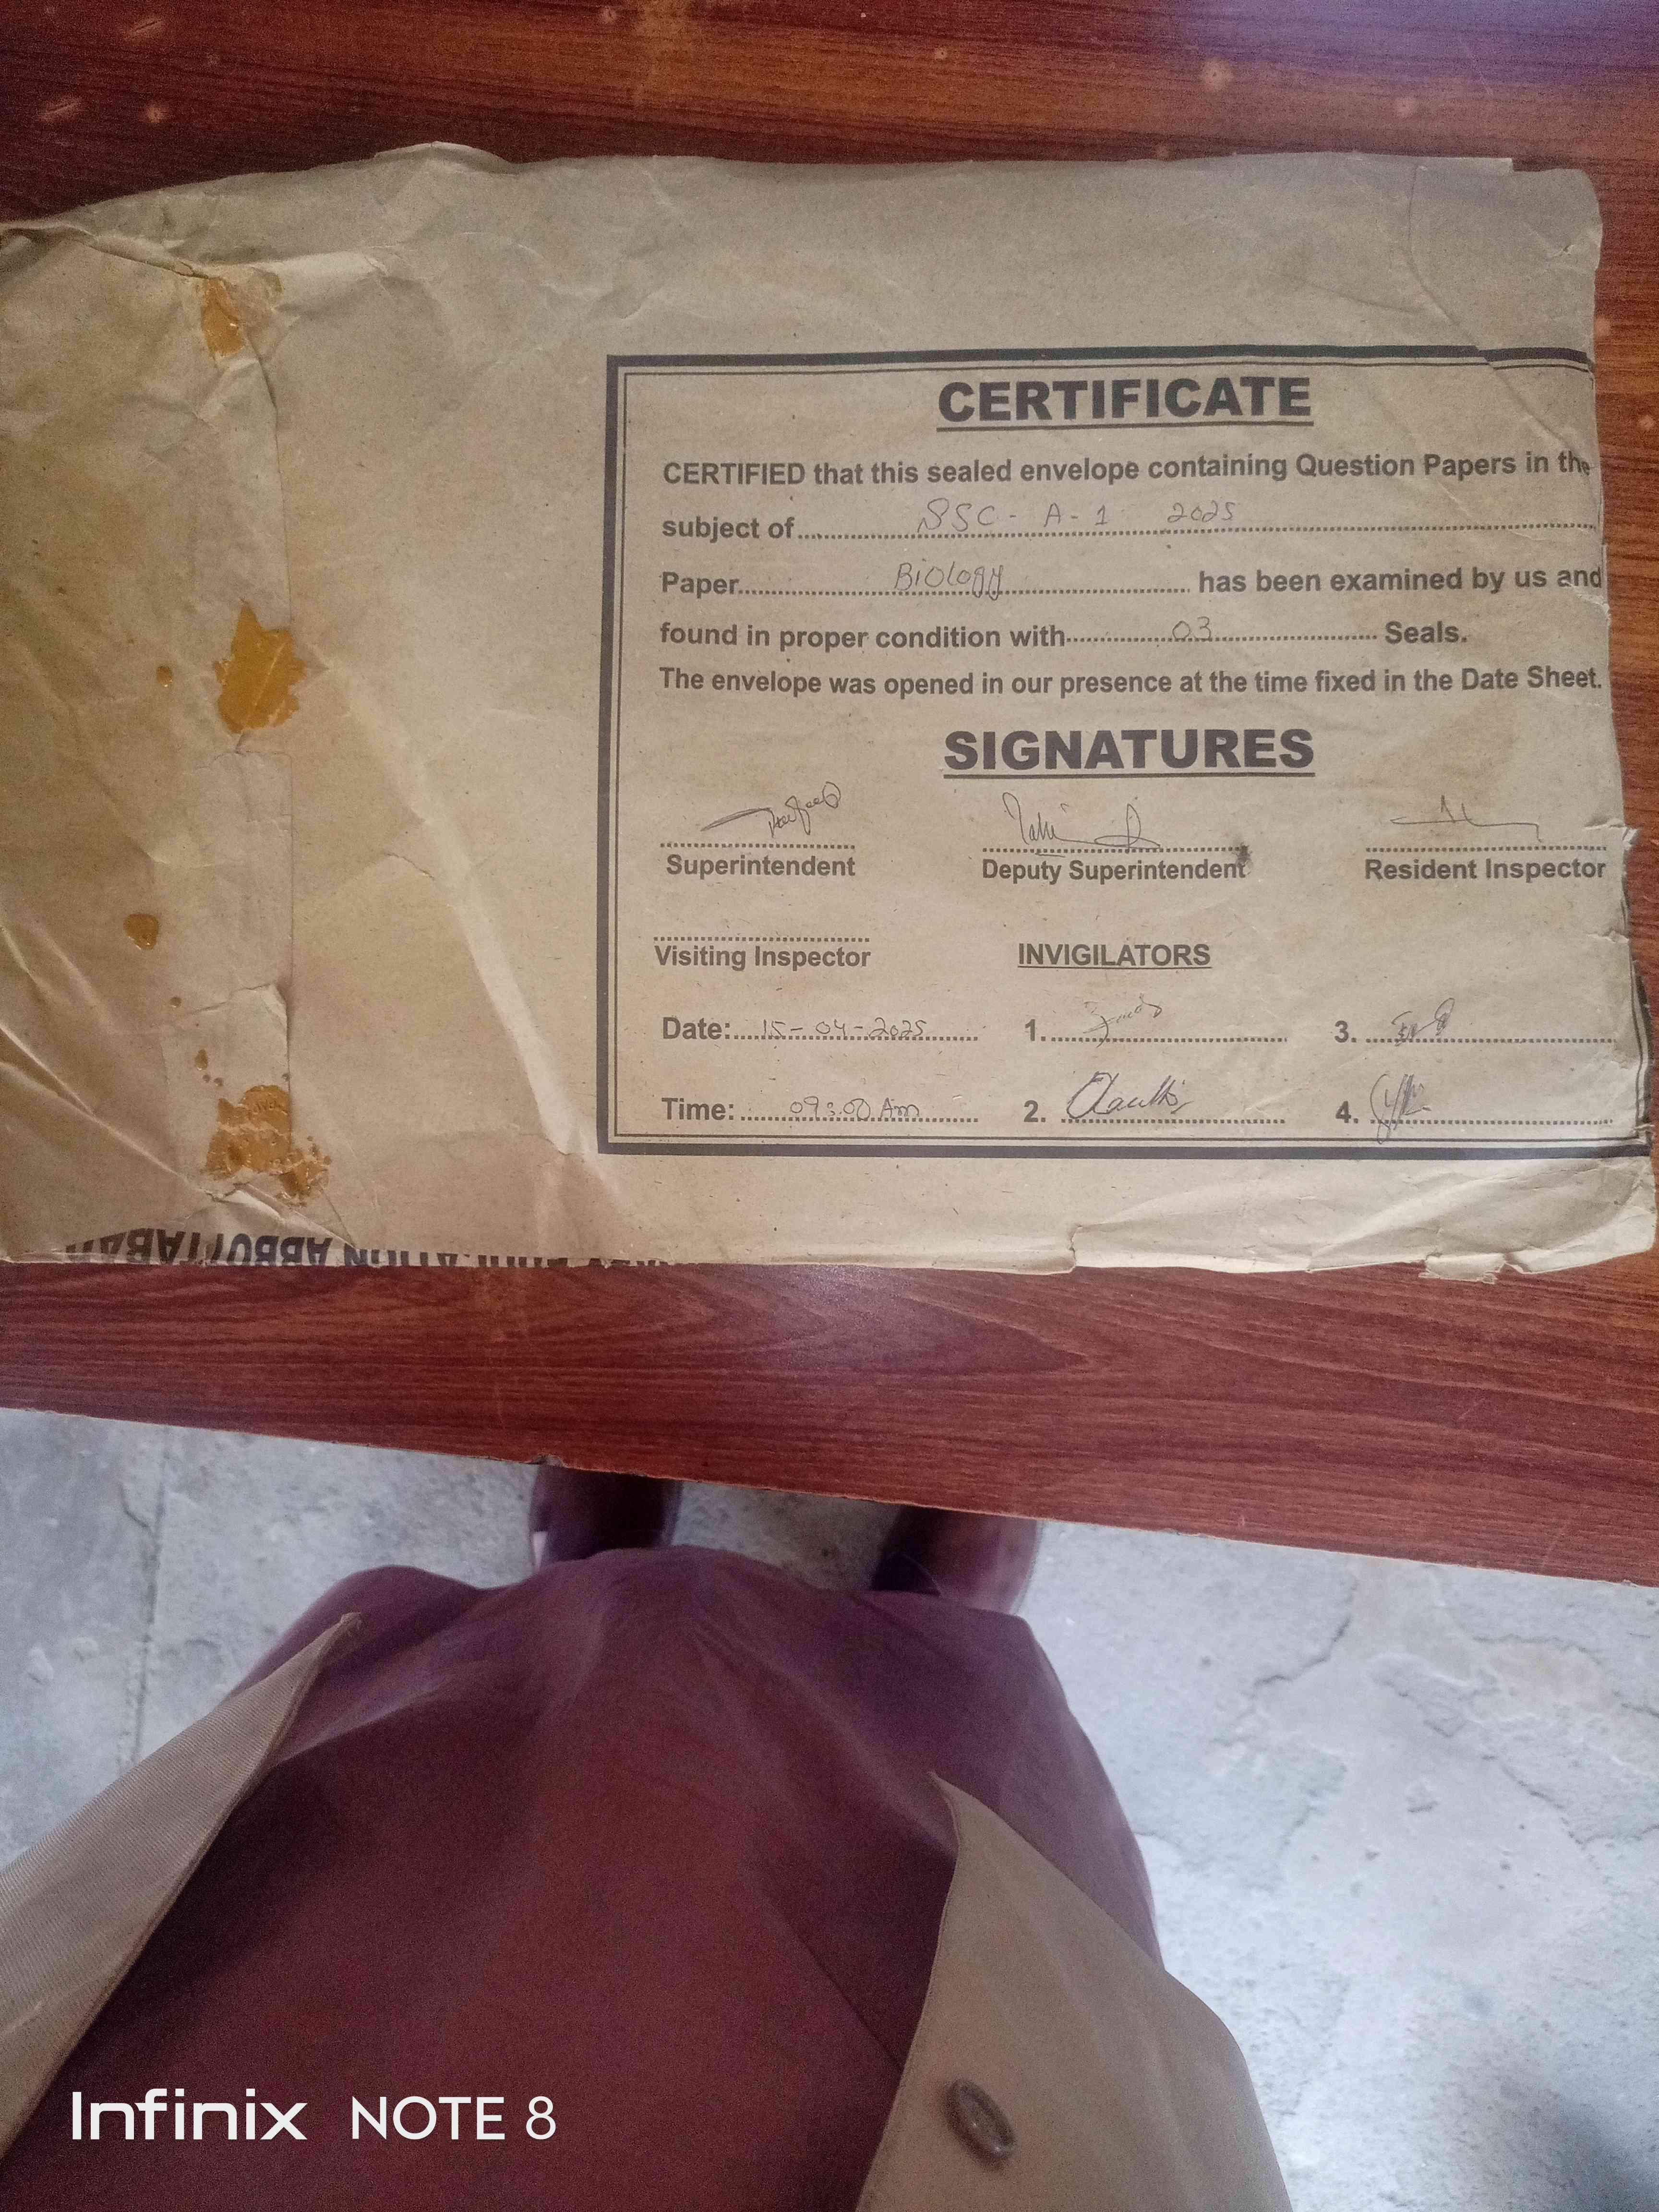 CERTIFICATE
CERTIFIED that this sealed envelope containing Question Papers in the
subject of SSC - A - 1 2025
Paper Biology has been examined by us and
found in proper condition with 03 Seals.
The envelope was opened in our presence at the time fixed in the Date Sheet.
SIGNATURES
Superintendent Deputy Superintendent Resident Inspector
Visiting Inspector INVIGILATORS
Date: 15-04-2025 1. 3.
Time: 09:00 Am 2. 4.
ABBOTTABAD
Infinix NOTE 8